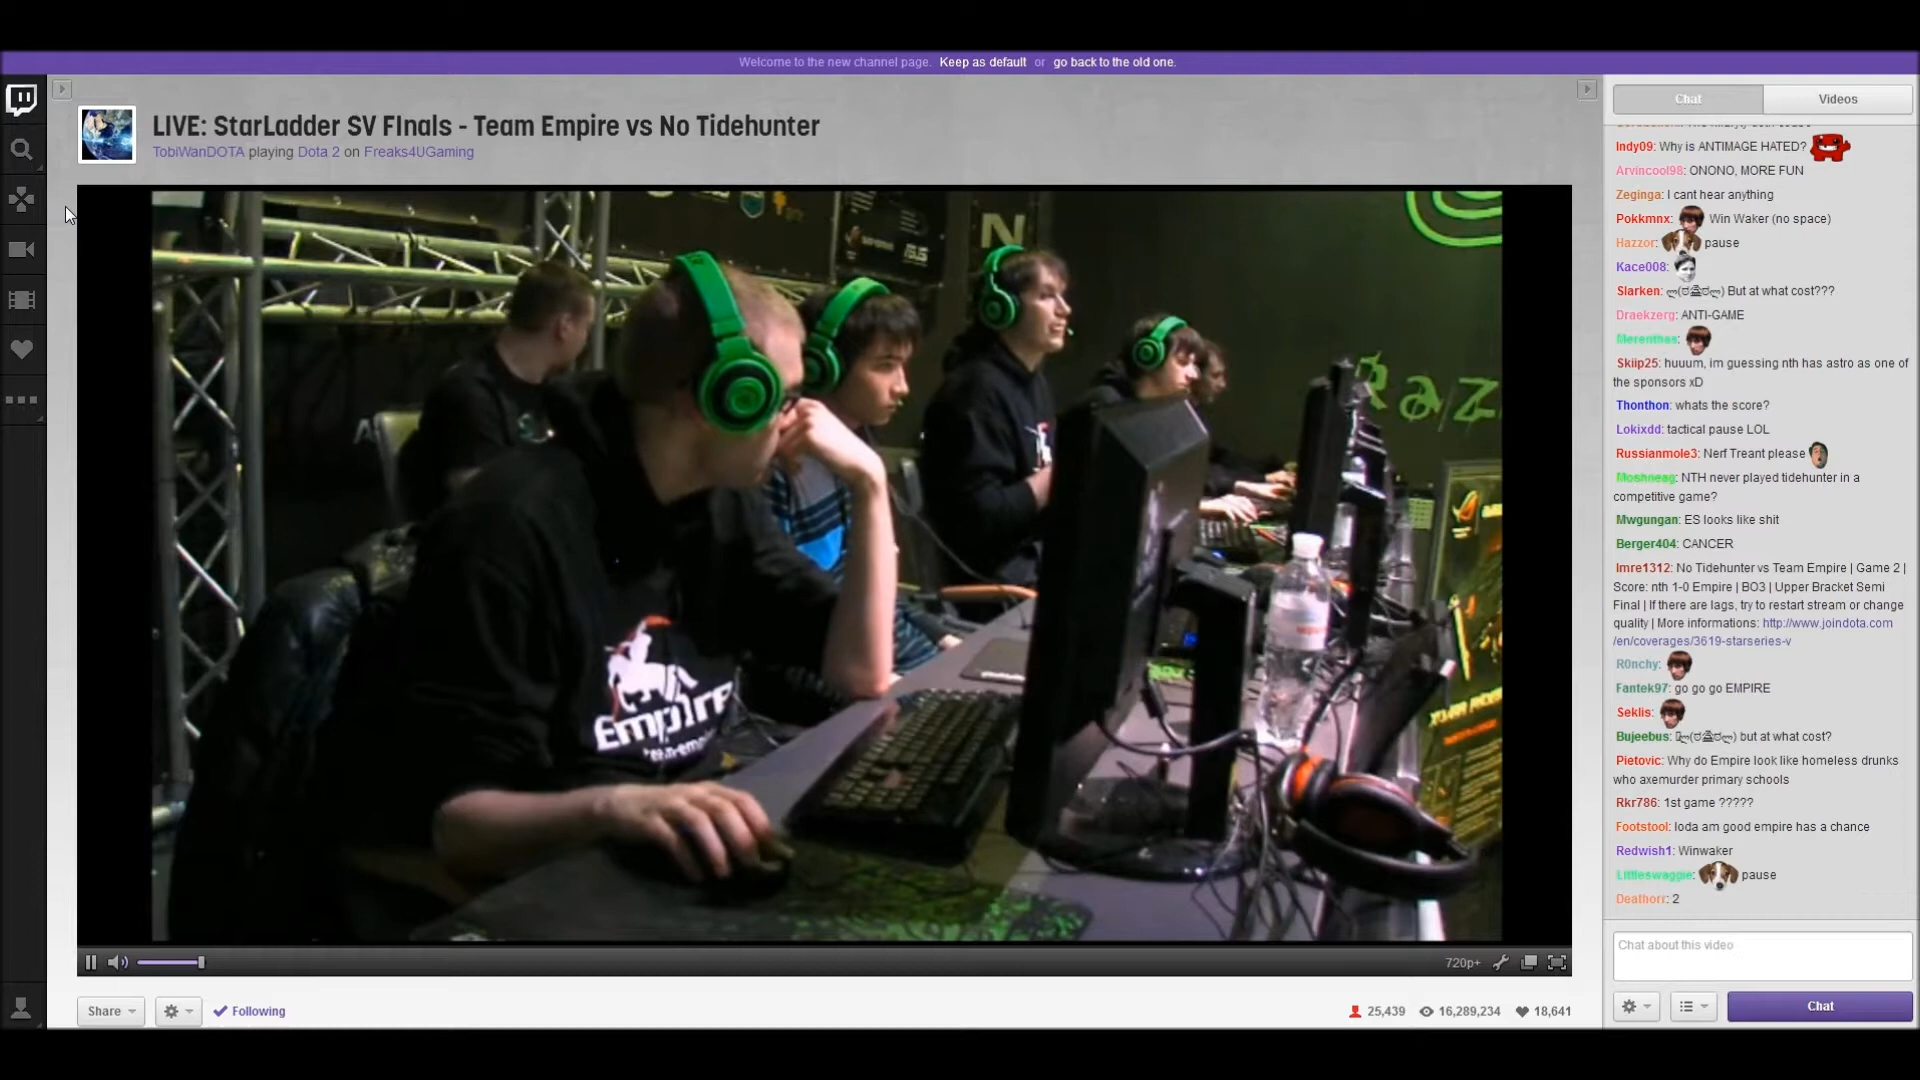 Welcome to the new channel page. Keep as default or go back to the old one.
LIVE: StarLadder SV FInals - Team Empire vs No Tidehunter
TobiWanDOTA playing Dota 2 on Freaks4UGaming
N
Empire
720p+
Share
Following
25,439
16,289,234
18,641
Chat
Videos
Indy09: Why is ANTIMAGE HATED?
Arvincool98: ONONO, MORE FUN
Zeginga: I cant hear anything
Pokkmnx: Win Waker (no space)
Hazzor: pause
Kace008:
Slarken: But at what cost???
Draekzerg: ANTI-GAME
Merenthas:
Skiip25: huuum, im guessing nth has astro as one of
the sponsors xD
Thonthon: whats the score?
Lokixdd: tactical pause LOL
Russianmole3: Nerf Treant please
NTH never played tidehunter in a
competitive game?
Mwgungan: ES looks like shit
Berger404: CANCER
Imre1312: No Tidehunter vs Team Empire | Game 2 |
Score: nth 1-0 Empire | BO3 | Upper Bracket Semi
Final | If there are lags, try to restart stream or change
quality | More informations: http://www.joindota.com
/en/coverages/3619-starseries-v
R0nchy:
Fantek97: go go go EMPIRE
Seklis:
Bujeebus: but at what cost?
Pietovic: Why do Empire look like homeless drunks
who axemurder primary schools
Rkr786: 1st game ?????
Footstool: loda am good empire has a chance
Redwish1: Winwaker
Littleswaggie: pause
Deathorr: 2
Chat about this video
Chat